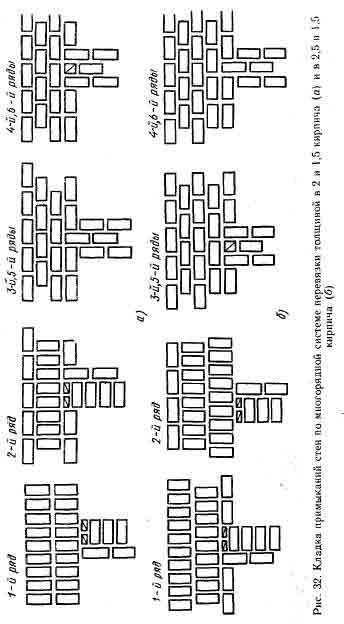 1-й ряд
2-й ряд
3-й,5-й ряды
4-й,6-й ряды
а)
1-й ряд
2-й ряд
3-й,5-й ряды
4-й,6-й ряды
б)
Рис. 32. Кладка примыканий стен по многорядной системе перевязки толщиной в 2 и 1,5 кирпича (а) и в 2,5 и 1,5
кирпича (б)